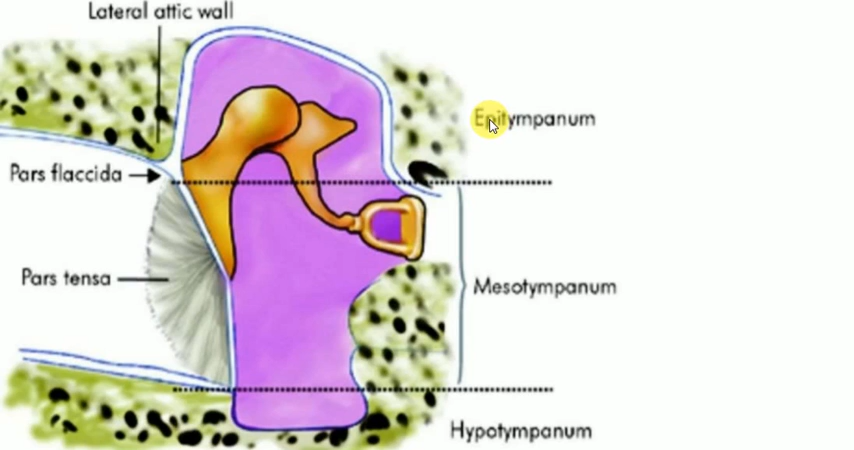 Lateral attic wall
Epitympanum
Pars flaccida
Pars tensa
Mesotympanum
Hypotympanum